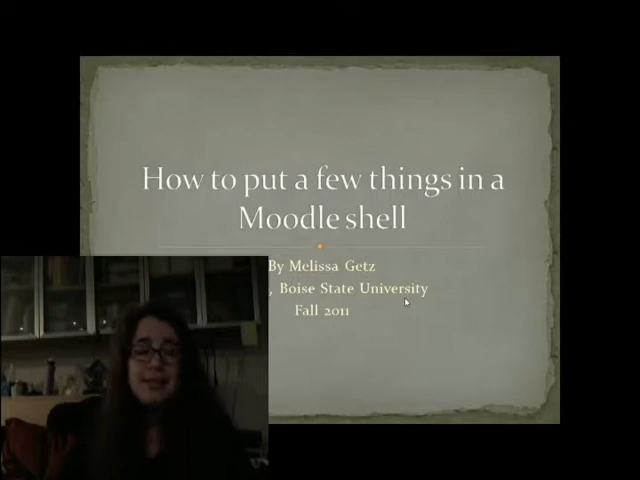 How to put a few things in a
Moodle shell
By Melissa Getz
, Boise State University
Fall 2011